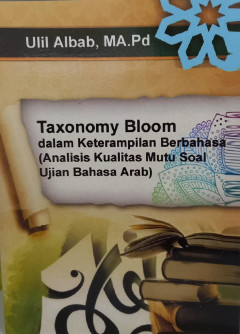 Ulil Albab, MA.Pd
Taxonomy Bloom
dalam Keterampilan Berbahasa
(Analisis Kualitas Mutu Soal
Ujian Bahasa Arab)